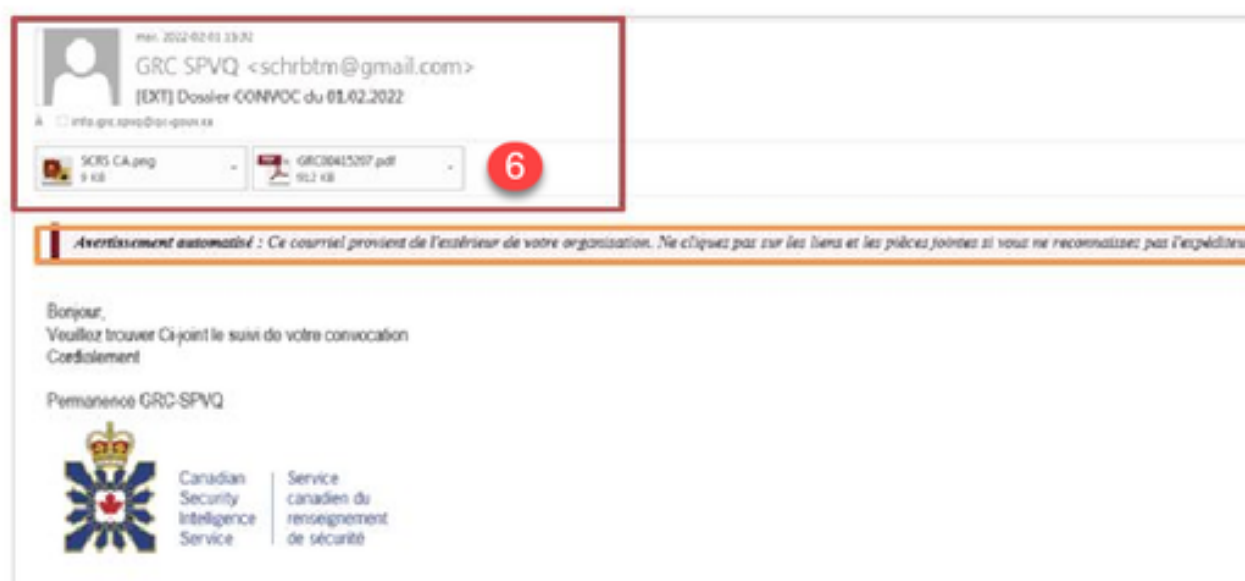 mar. 2022-02-01 13:32
GRC SPVQ <schrbtm@gmail.com>
[EXT] Dossier CONVOC du 01.02.2022
À
SCRS CA.png
9 KB
GRC00415207.pdf
912 KB
6
Avertissement automatisé : Ce courriel provient de l'extérieur de votre organisation. Ne cliquez pas sur les liens et les pièces jointes si vous ne reconnaissez pas l'expéditeur
Bonjour,
Veuillez trouver Ci-joint le suivi de votre convocation
Cordialement
Permanence GRC-SPVQ
Canadian
Security
Intelligence
Service
Service
canadien du
renseignement
de sécurité